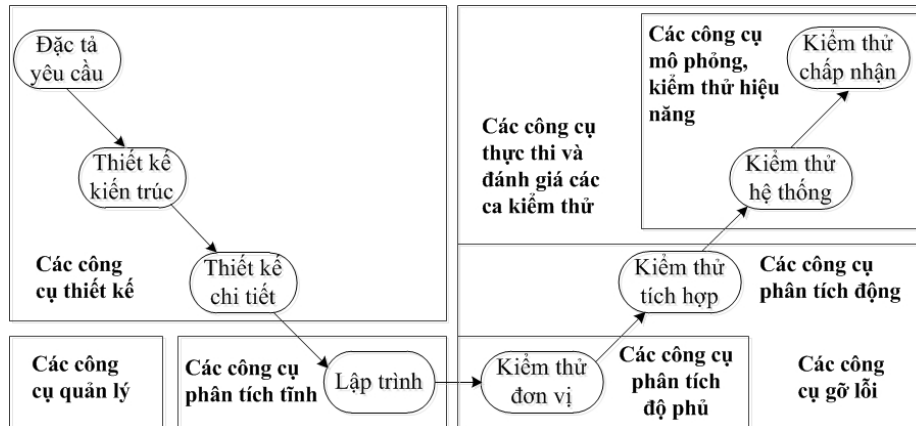 Đặc tả
yêu cầu
Thiết kế
kiến trúc
Các công
cụ thiết kế
Thiết kế
chi tiết
Các công
cụ quản lý
Các công cụ
phân tích tĩnh
Lập trình
Các công cụ
mô phỏng,
kiểm thử hiệu
năng
Kiểm thử
chấp nhận
Các công cụ
thực thi và
đánh giá các
ca kiểm thử
Kiểm thử
hệ thống
Kiểm thử
tích hợp
Các công cụ
phân tích động
Kiểm thử
đơn vị
Các công cụ
phân tích
độ phủ
Các công
cụ gỡ lỗi